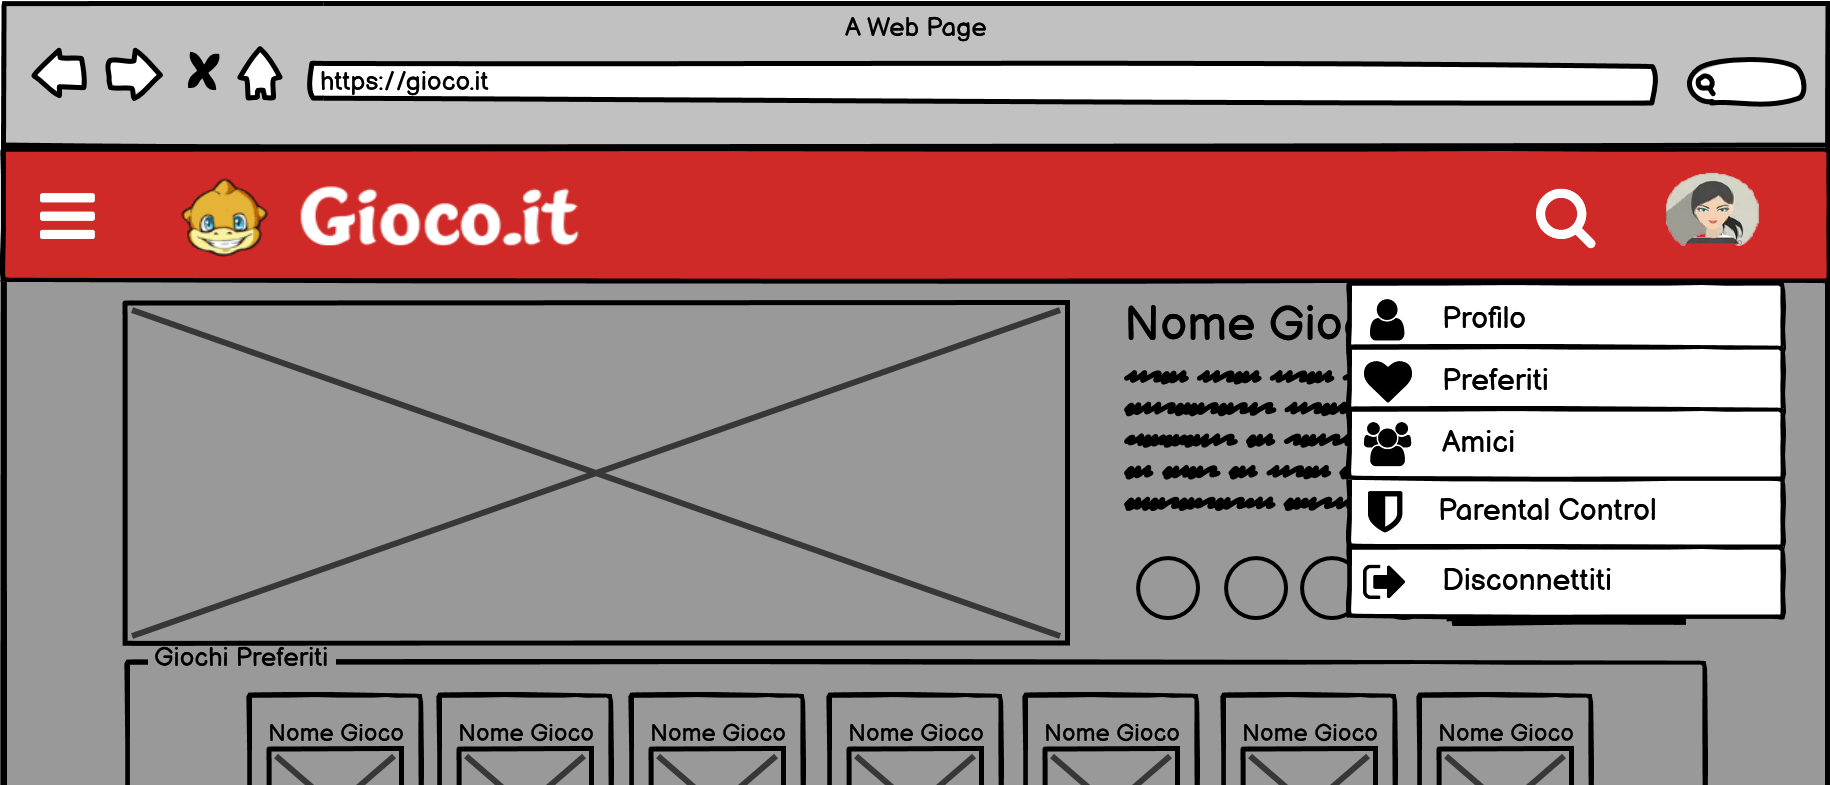 A Web Page
https://gioco.it
Gioco.it
Nome Gio
Profilo
Preferiti
Amici
Parental Control
Disconnettiti
Giochi Preferiti
Nome Gioco Nome Gioco Nome Gioco Nome Gioco Nome Gioco Nome Gioco Nome Gioco